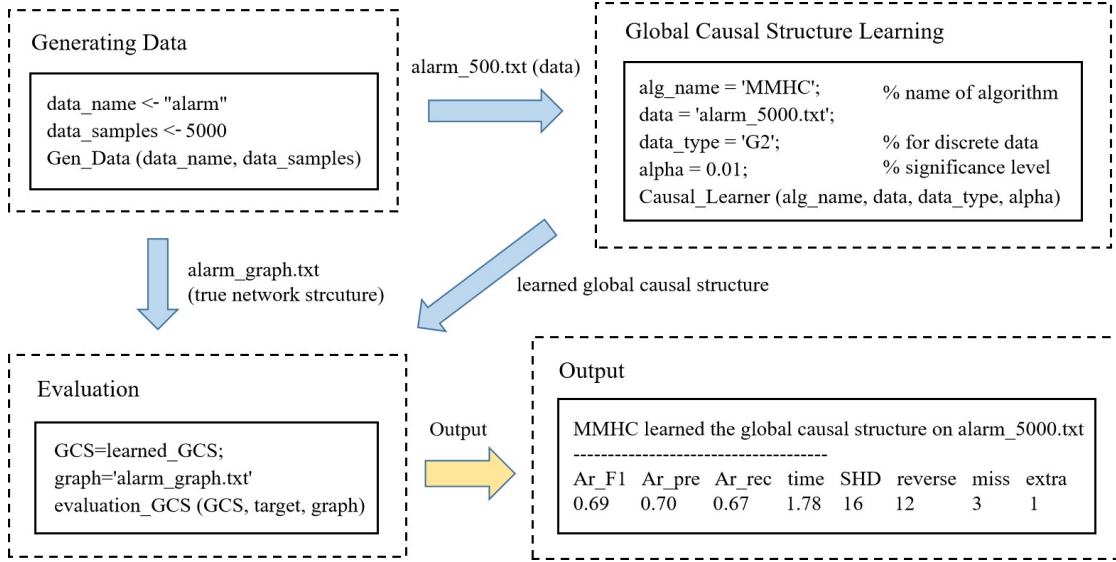 Generating Data
data_name <- "alarm"
data_samples <- 5000
Gen_Data (data_name, data_samples)
alarm_500.txt (data)
Global Causal Structure Learning
alg_name = 'MMHC'; % name of algorithm
data = 'alarm_5000.txt';
data_type = 'G2'; % for discrete data
alpha = 0.01; % significance level
Causal_Learner (alg_name, data, data_type, alpha)
alarm_graph.txt
(true network strcuture)
learned global causal structure
Evaluation
GCS=learned_GCS;
graph='alarm_graph.txt'
evaluation_GCS (GCS, target, graph)
Output
Output
MMHC learned the global causal structure on alarm_5000.txt
------------------------------------
Ar_F1 Ar_pre Ar_rec time SHD reverse miss extra
0.69 0.70 0.67 1.78 16 12 3 1